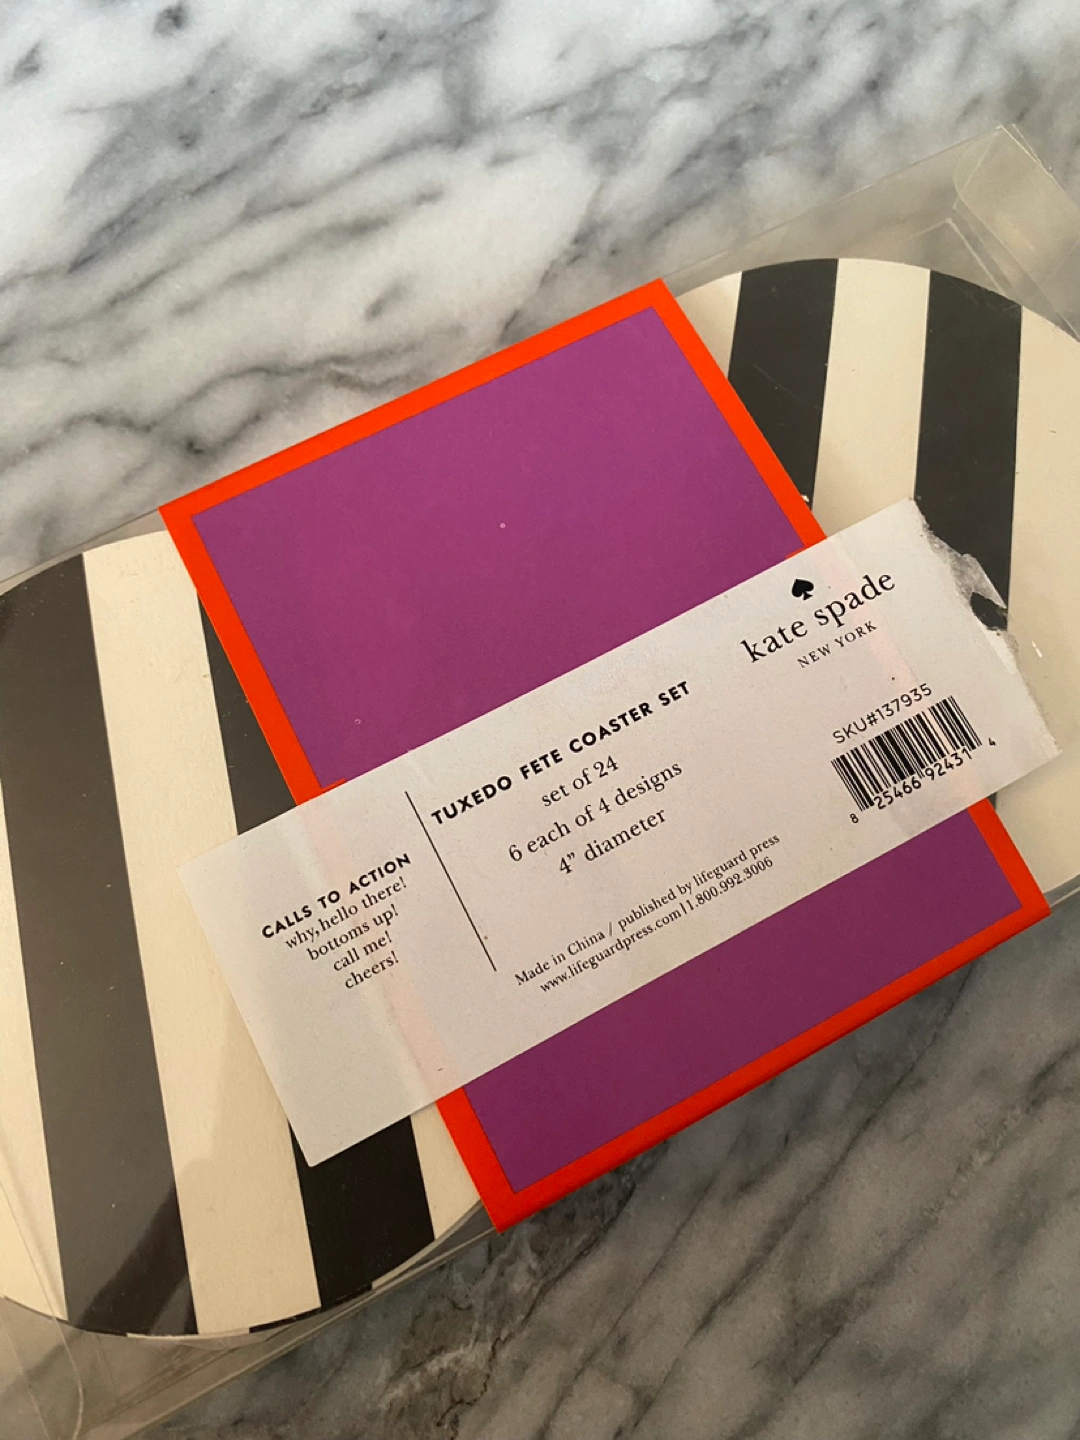 kate spade
NEW YORK
TUXEDO FETE COASTER SET
set of 24
6 each of 4 designs
4” diameter
SKU#137935
8 25466 92431 4
CALLS TO ACTION
why, hello there!
bottoms up!
call me!
cheers!
Made in China / published by lifeguard press
www.lifeguardpress.com|1.800.992.3006